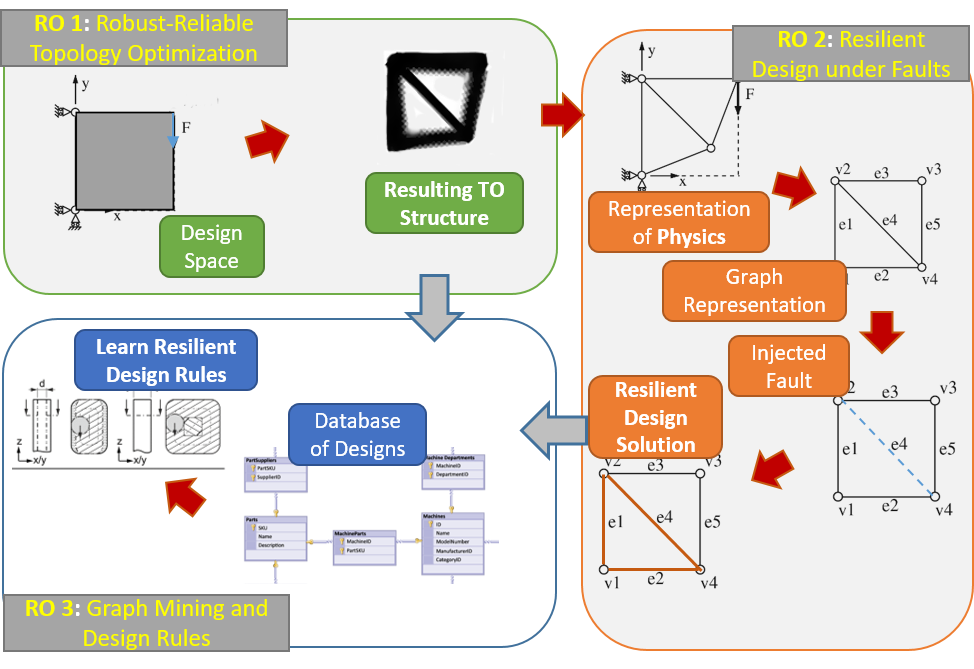 RO 1: Robust-Reliable
Topology Optimization
y
F
x
Design
Space
Resulting TO
Structure
RO 2: Resilient
Design under Faults
y
F
x
Representation
of Physics
v2
e3
v3
e1
e4
e5
e2
v4
Graph
Representation
Injected
Fault
2
e3
v3
e1
e4
e5
v1
e2
v4
Resilient
Design
Solution
v2
e3
v3
e1
e4
e5
v1
e2
v4
Learn Resilient
Design Rules
d
z
x/y
z
x/y
Database
of Designs
PartSuppliers
PartSKU
SupplierID
Machine Departments
MachineID
DepartmentID
Parts
SKU
Name
Description
MachineParts
MachineID
PartSKU
Machines
ID
Name
ModelNumber
ManufacturerID
CategoryID
RO 3: Graph Mining and
Design Rules